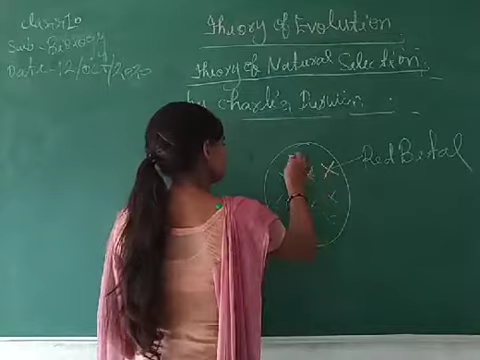 class 10
Sub - Biology
Date - 12/oct/2020
Theory of Evolution
Theory of Natural Selection
by Charles Derwin
Red Beetal